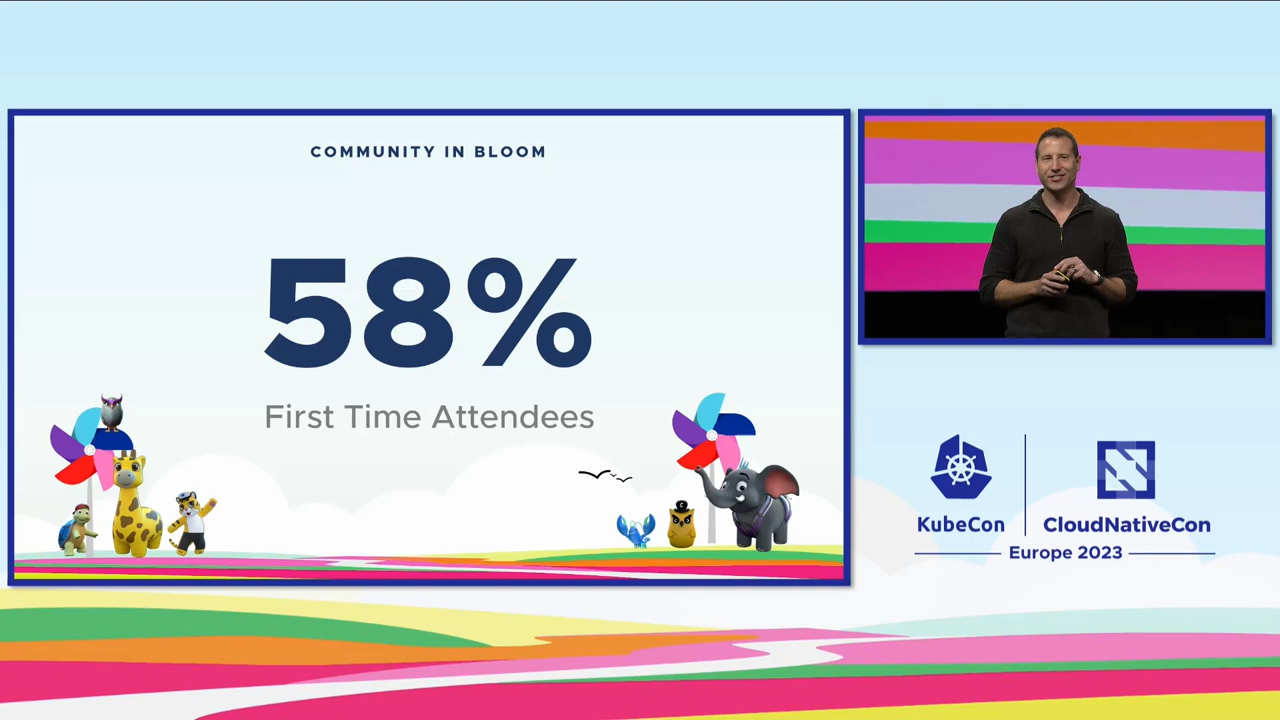 COMMUNITY IN BLOOM
58%
First Time Attendees
KubeCon
CloudNativeCon
Europe 2023